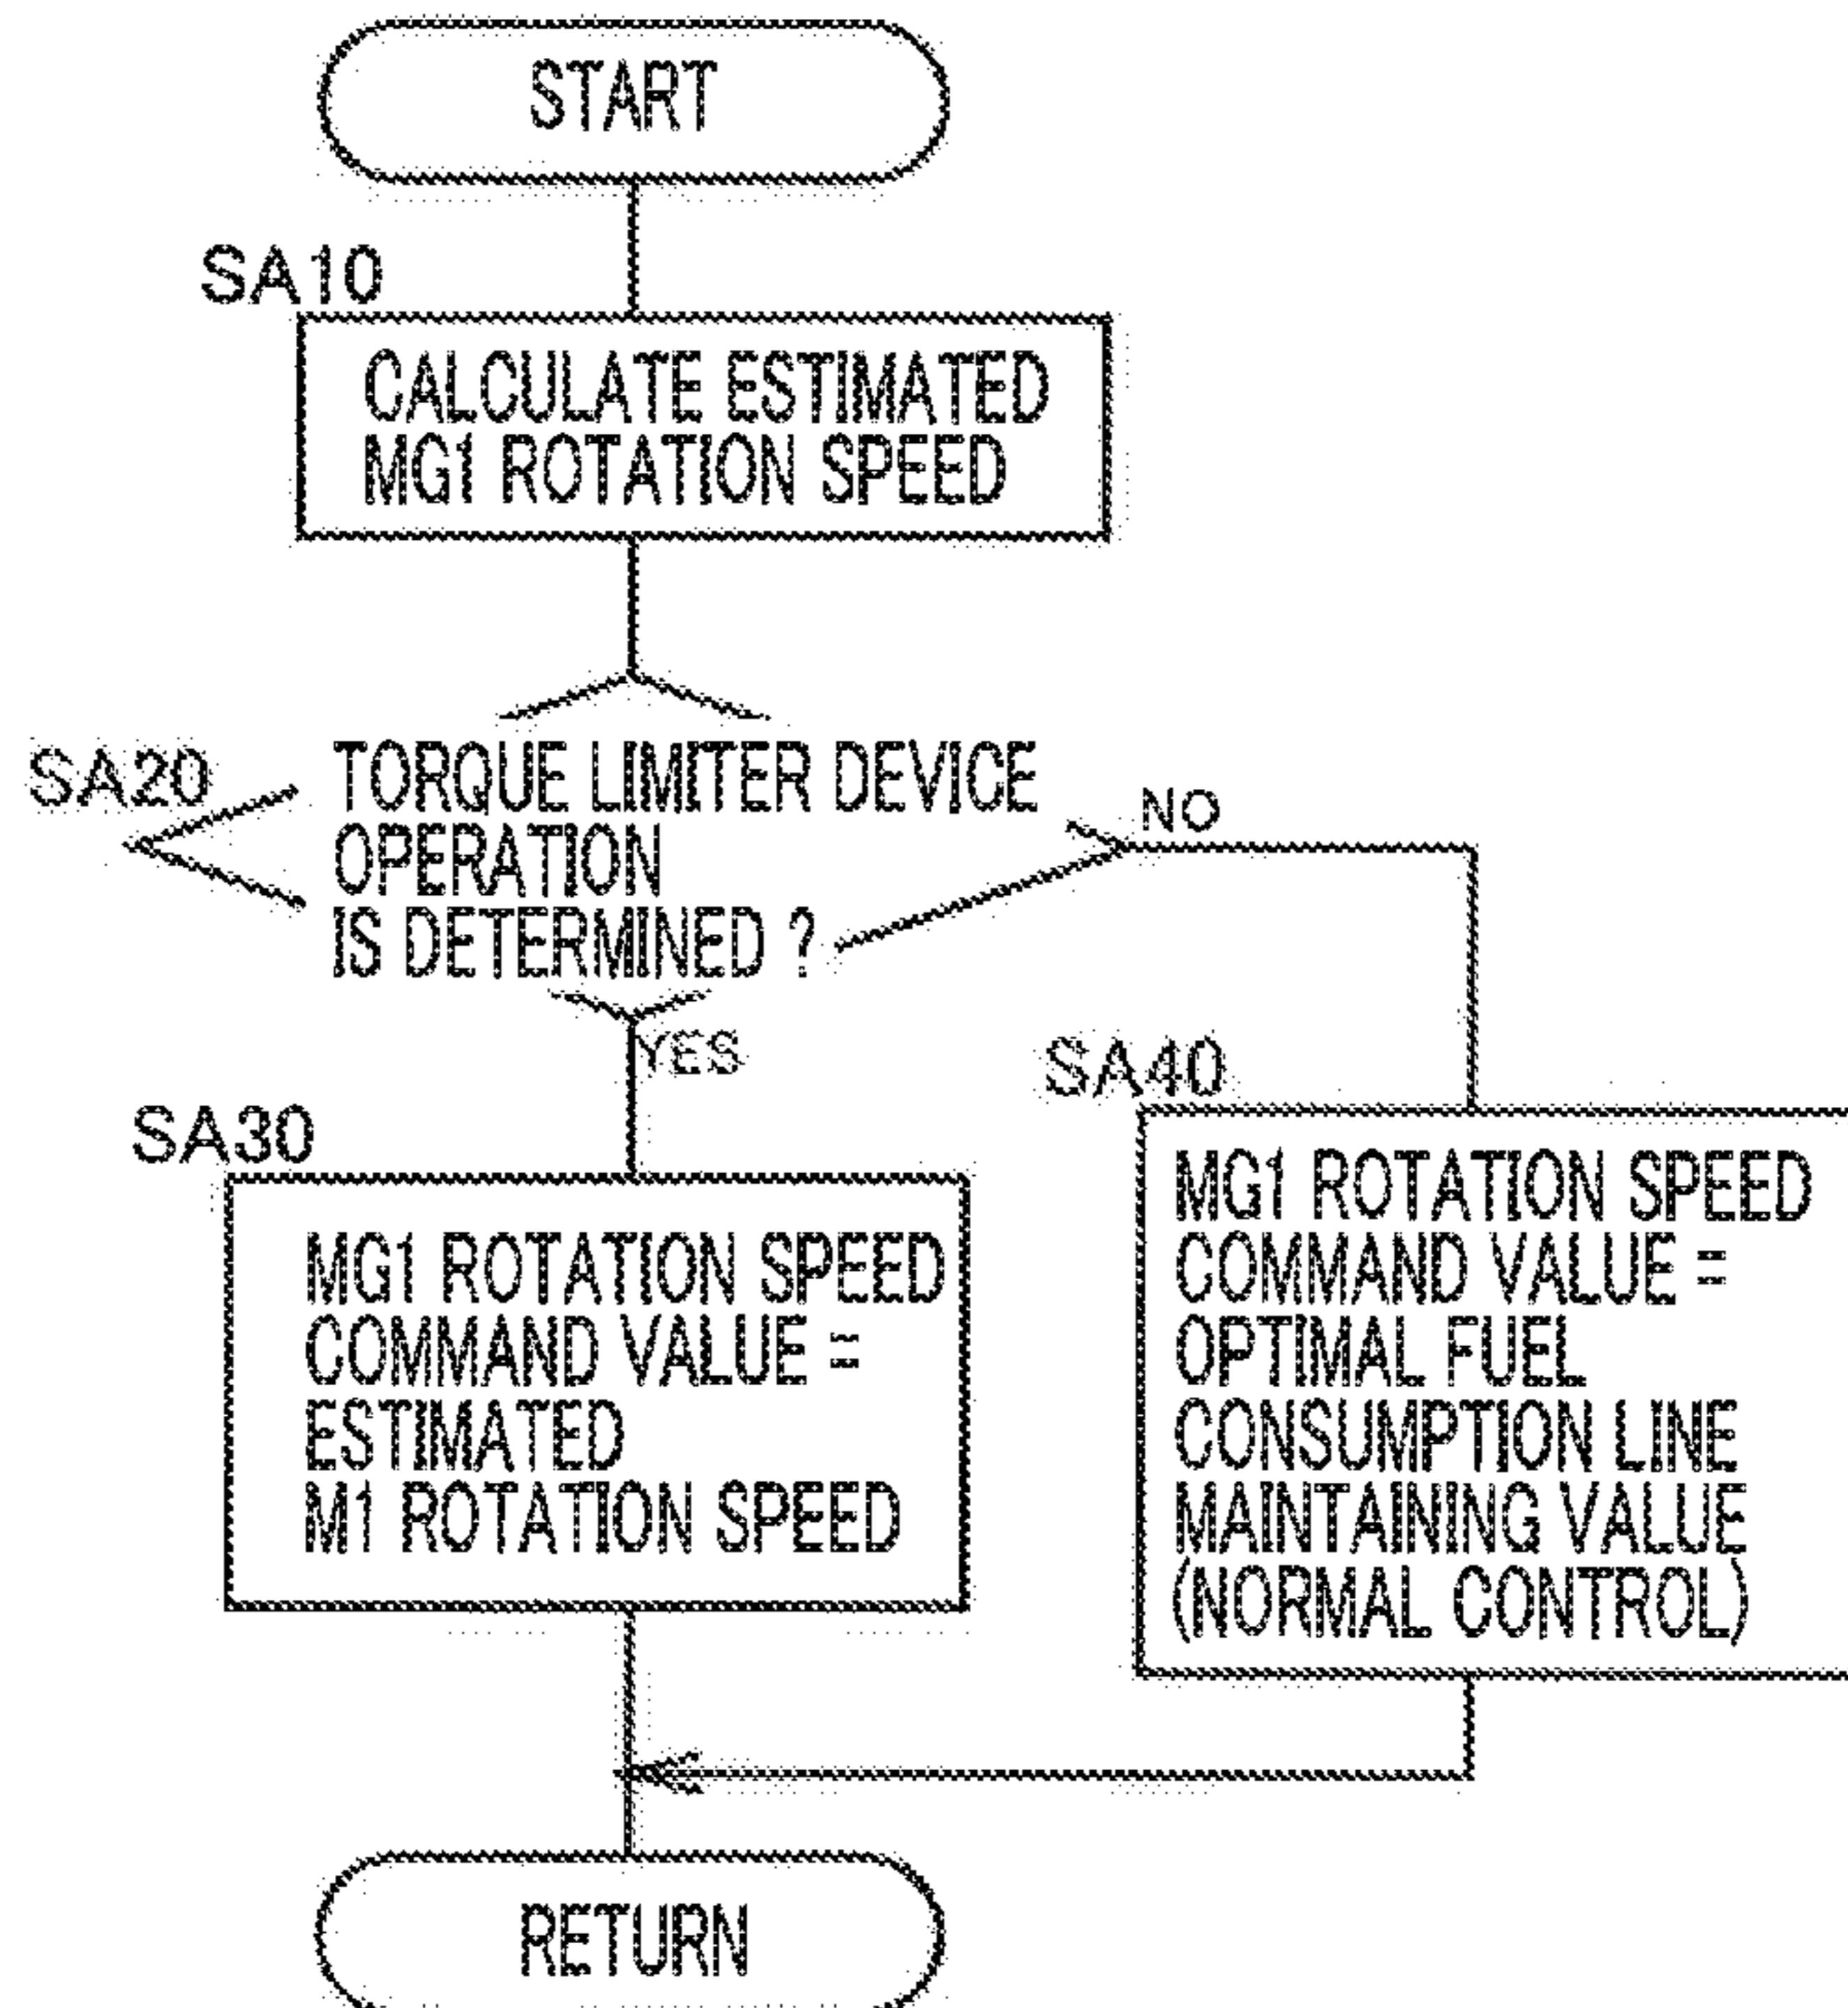 START
SA10
CALCULATE ESTIMATED
MG1 ROTATION SPEED
SA20
TORQUE LIMITER DEVICE
OPERATION
IS DETERMINED ?
NO
YES
SA30
MG1 ROTATION SPEED
COMMAND VALUE =
ESTIMATED
M1 ROTATION SPEED
SA40
MG1 ROTATION SPEED
COMMAND VALUE =
OPTIMAL FUEL
CONSUMPTION LINE
MAINTAINING VALUE
(NORMAL CONTROL)
RETURN